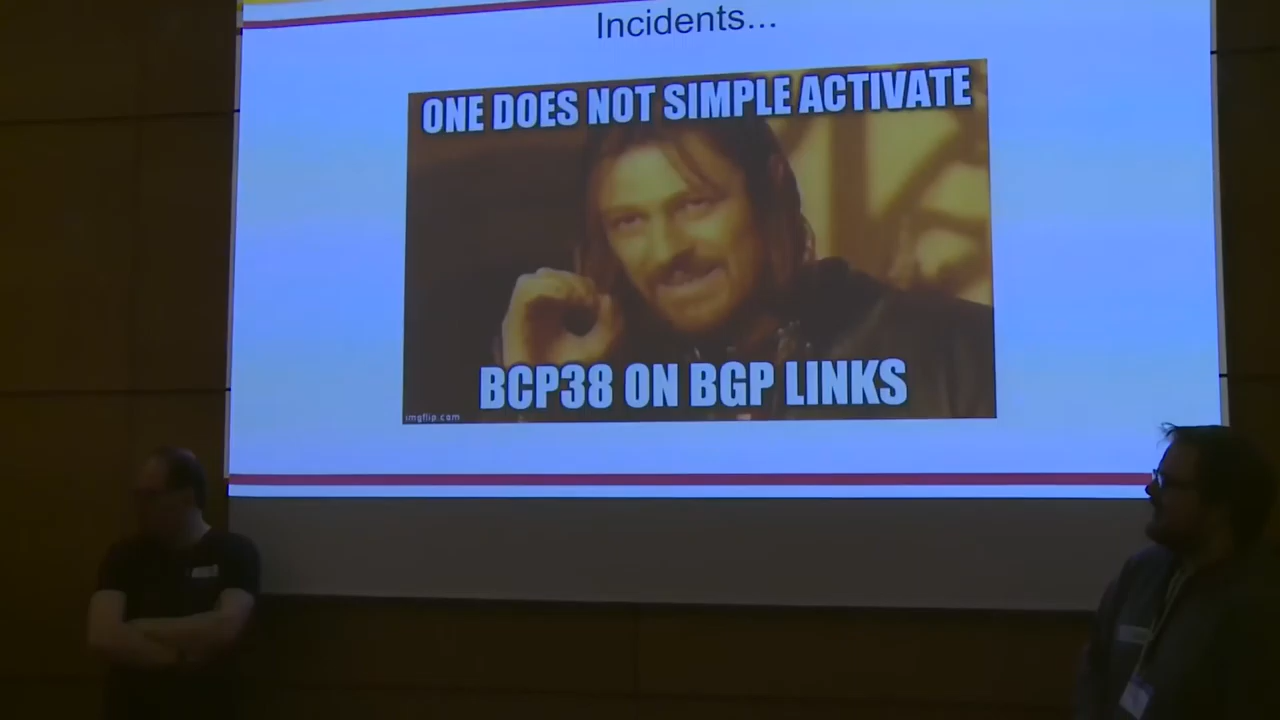 Incidents...
ONE DOES NOT SIMPLE ACTIVATE
BCP38 ON BGP LINKS
imgflip.com